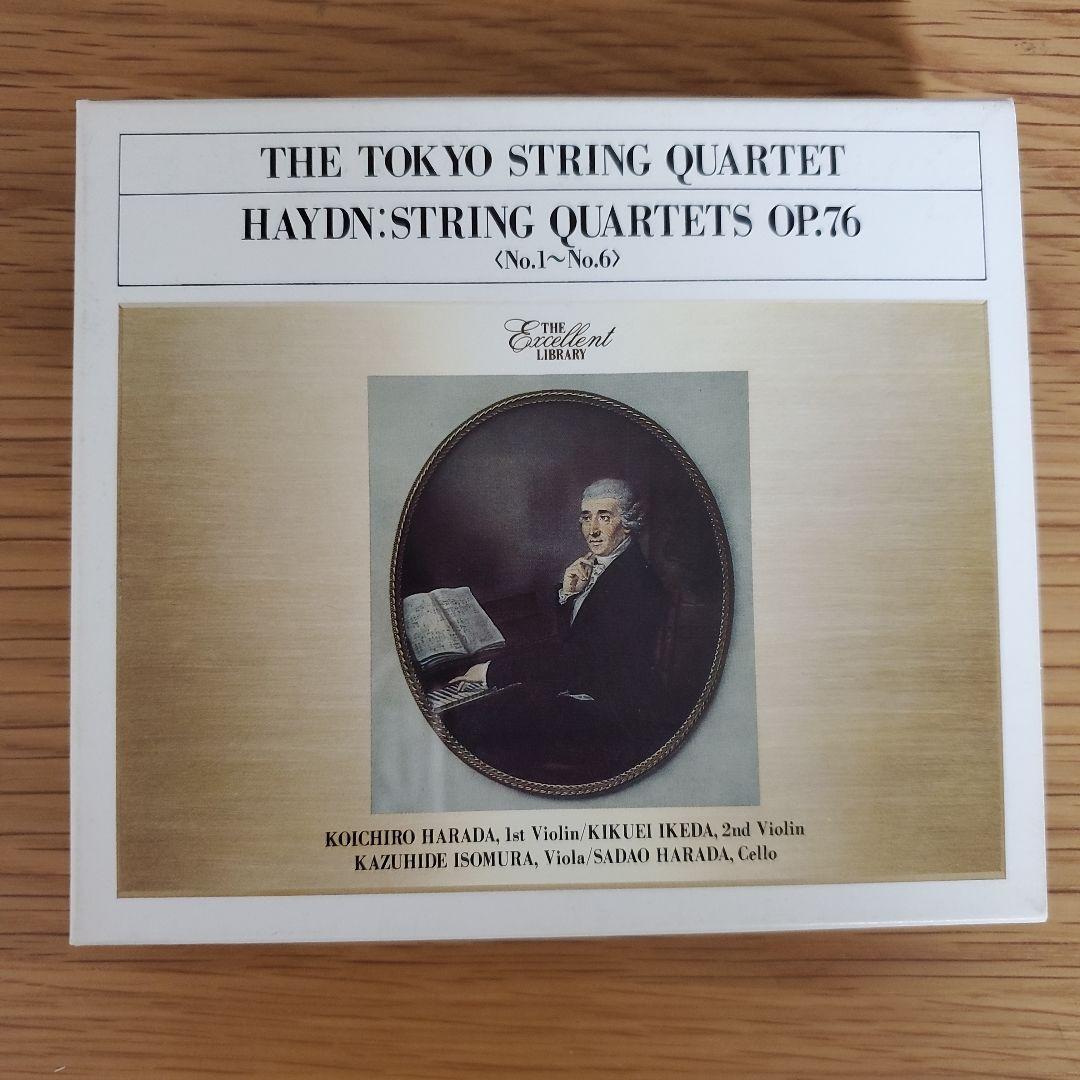 THE TOKYO STRING QUARTET
HAYDN:STRING QUARTETS OP.76
〈No.1～No.6〉
THE
Excellent
LIBRARY
KOICHIRO HARADA, 1st Violin/KIKUEI IKEDA, 2nd Violin
KAZUHIDE ISOMURA, Viola/SADAO HARADA, Cello